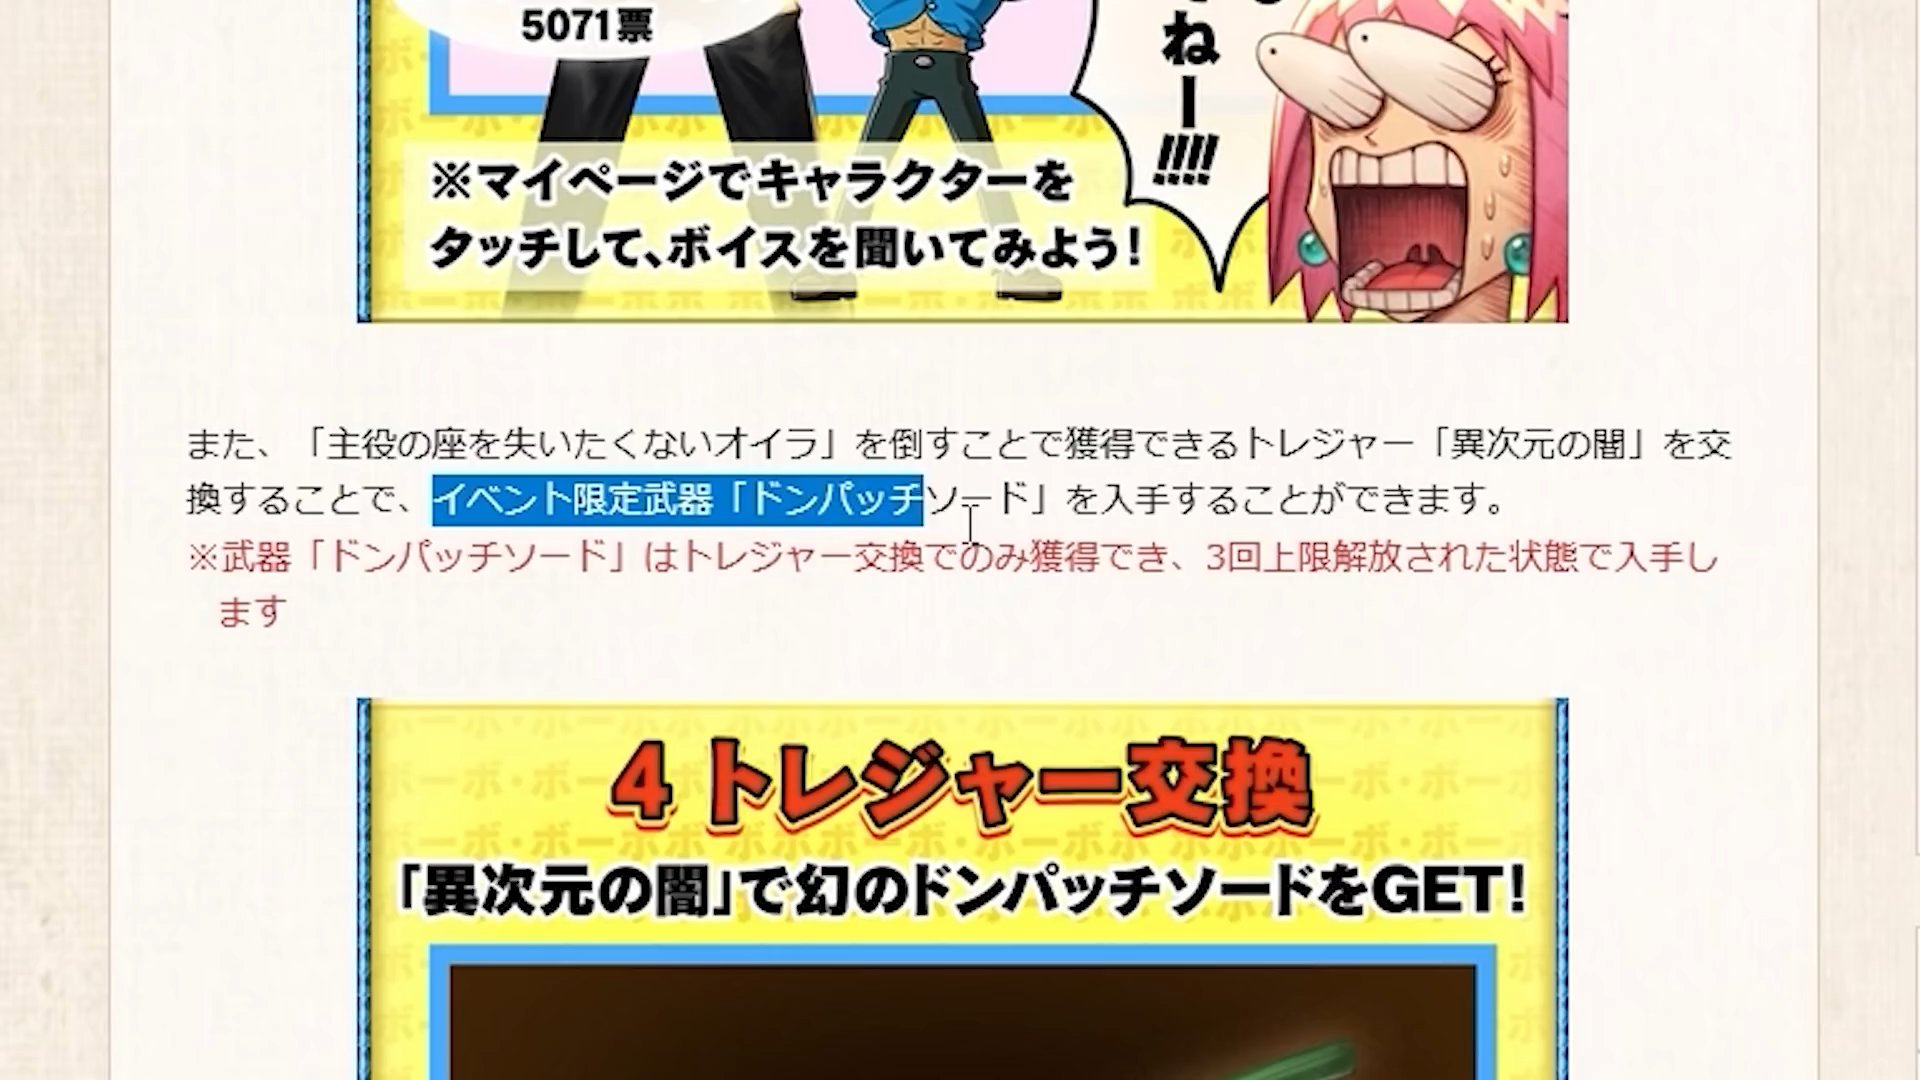 5071票
ねー!!!!
※マイページでキャラクターを
タッチして、ボイスを聞いてみよう!
また、「主役の座を失いたくないオイラ」を倒すことで獲得できるトレジャー「異次元の闇」を交
換することで、イベント限定武器「ドンパッチソード」を入手することができます。
※武器「ドンパッチソード」はトレジャー交換でのみ獲得でき、3回上限解放された状態で入手し
ます
4 トレジャー交換
「異次元の闇」で幻のドンパッチソードをGET!